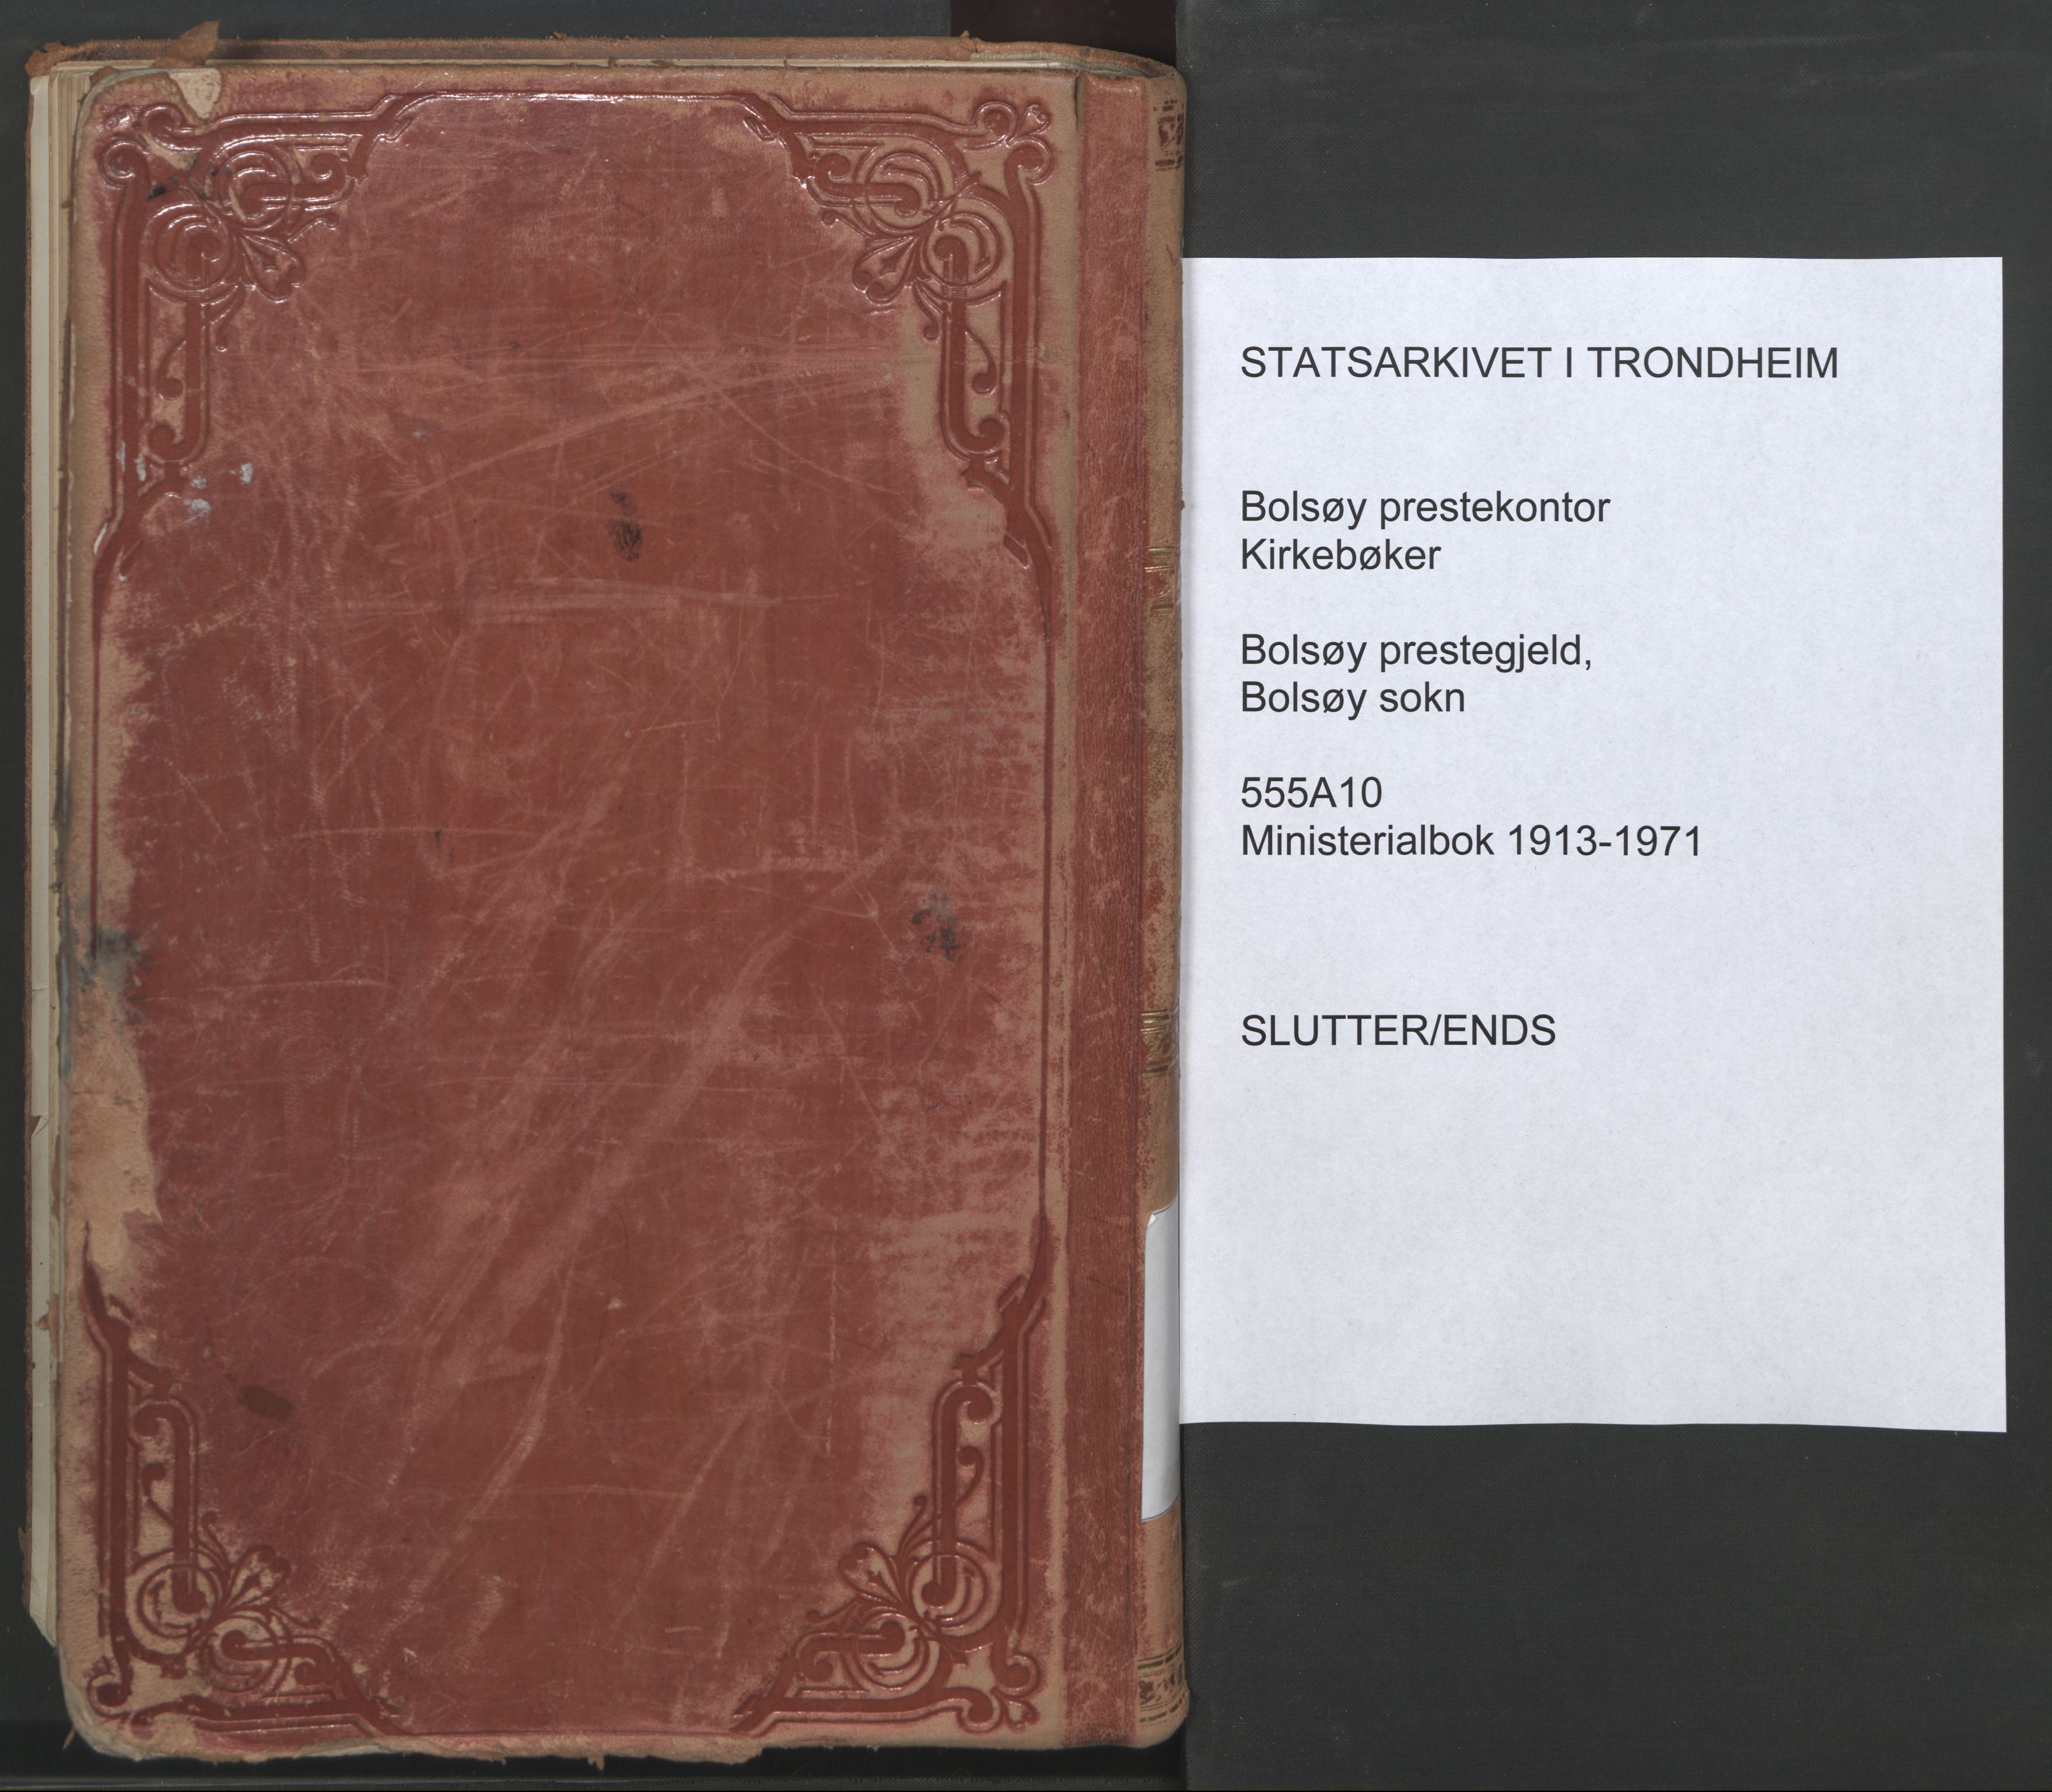 STATSARKIVET I TRONDHEIM
Bolsøy prestekontor
Kirkebøker
Bolsøy prestegjeld,
Bolsøy sokn
555A10
Ministerialbok 1913-1971
SLUTTER/ENDS